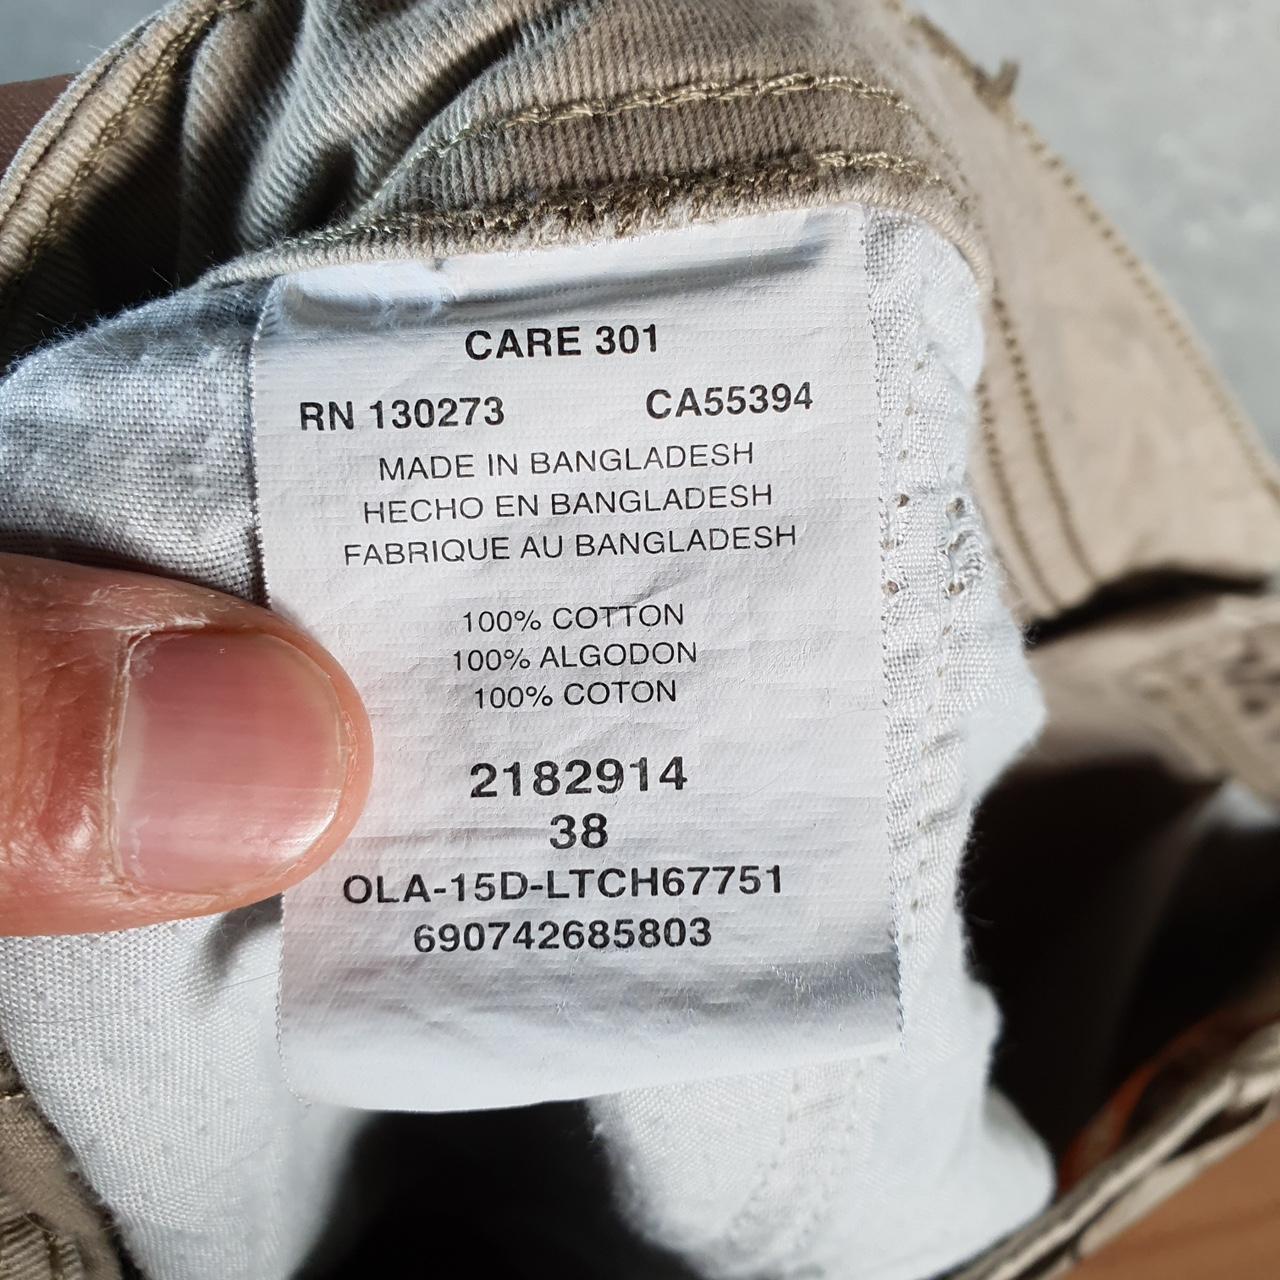 CARE 301
RN 130273 CA55394
MADE IN BANGLADESH
HECHO EN BANGLADESH
FABRIQUE AU BANGLADESH
100% COTTON
100% ALGODON
100% COTON
2182914
38
OLA-15D-LTCH67751
690742685803